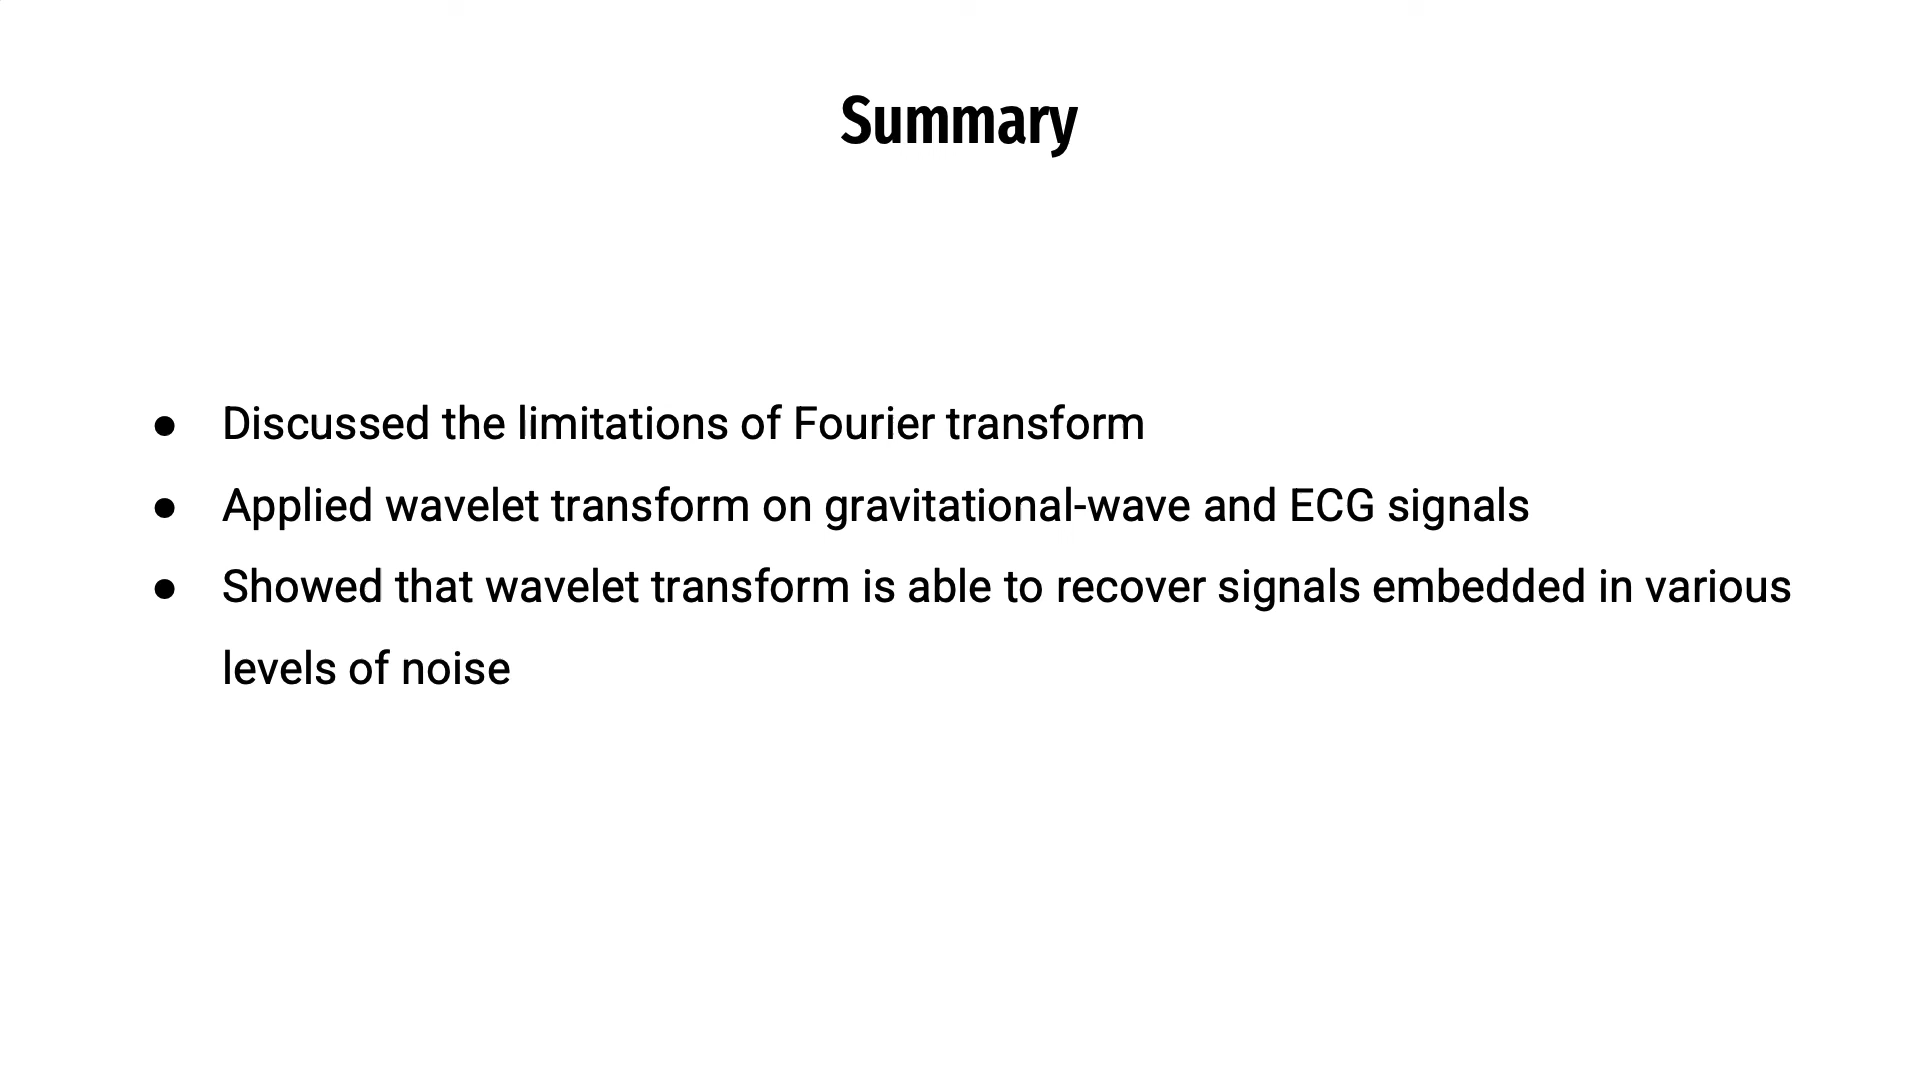 Summary
● Discussed the limitations of Fourier transform
● Applied wavelet transform on gravitational-wave and ECG signals
● Showed that wavelet transform is able to recover signals embedded in various
levels of noise